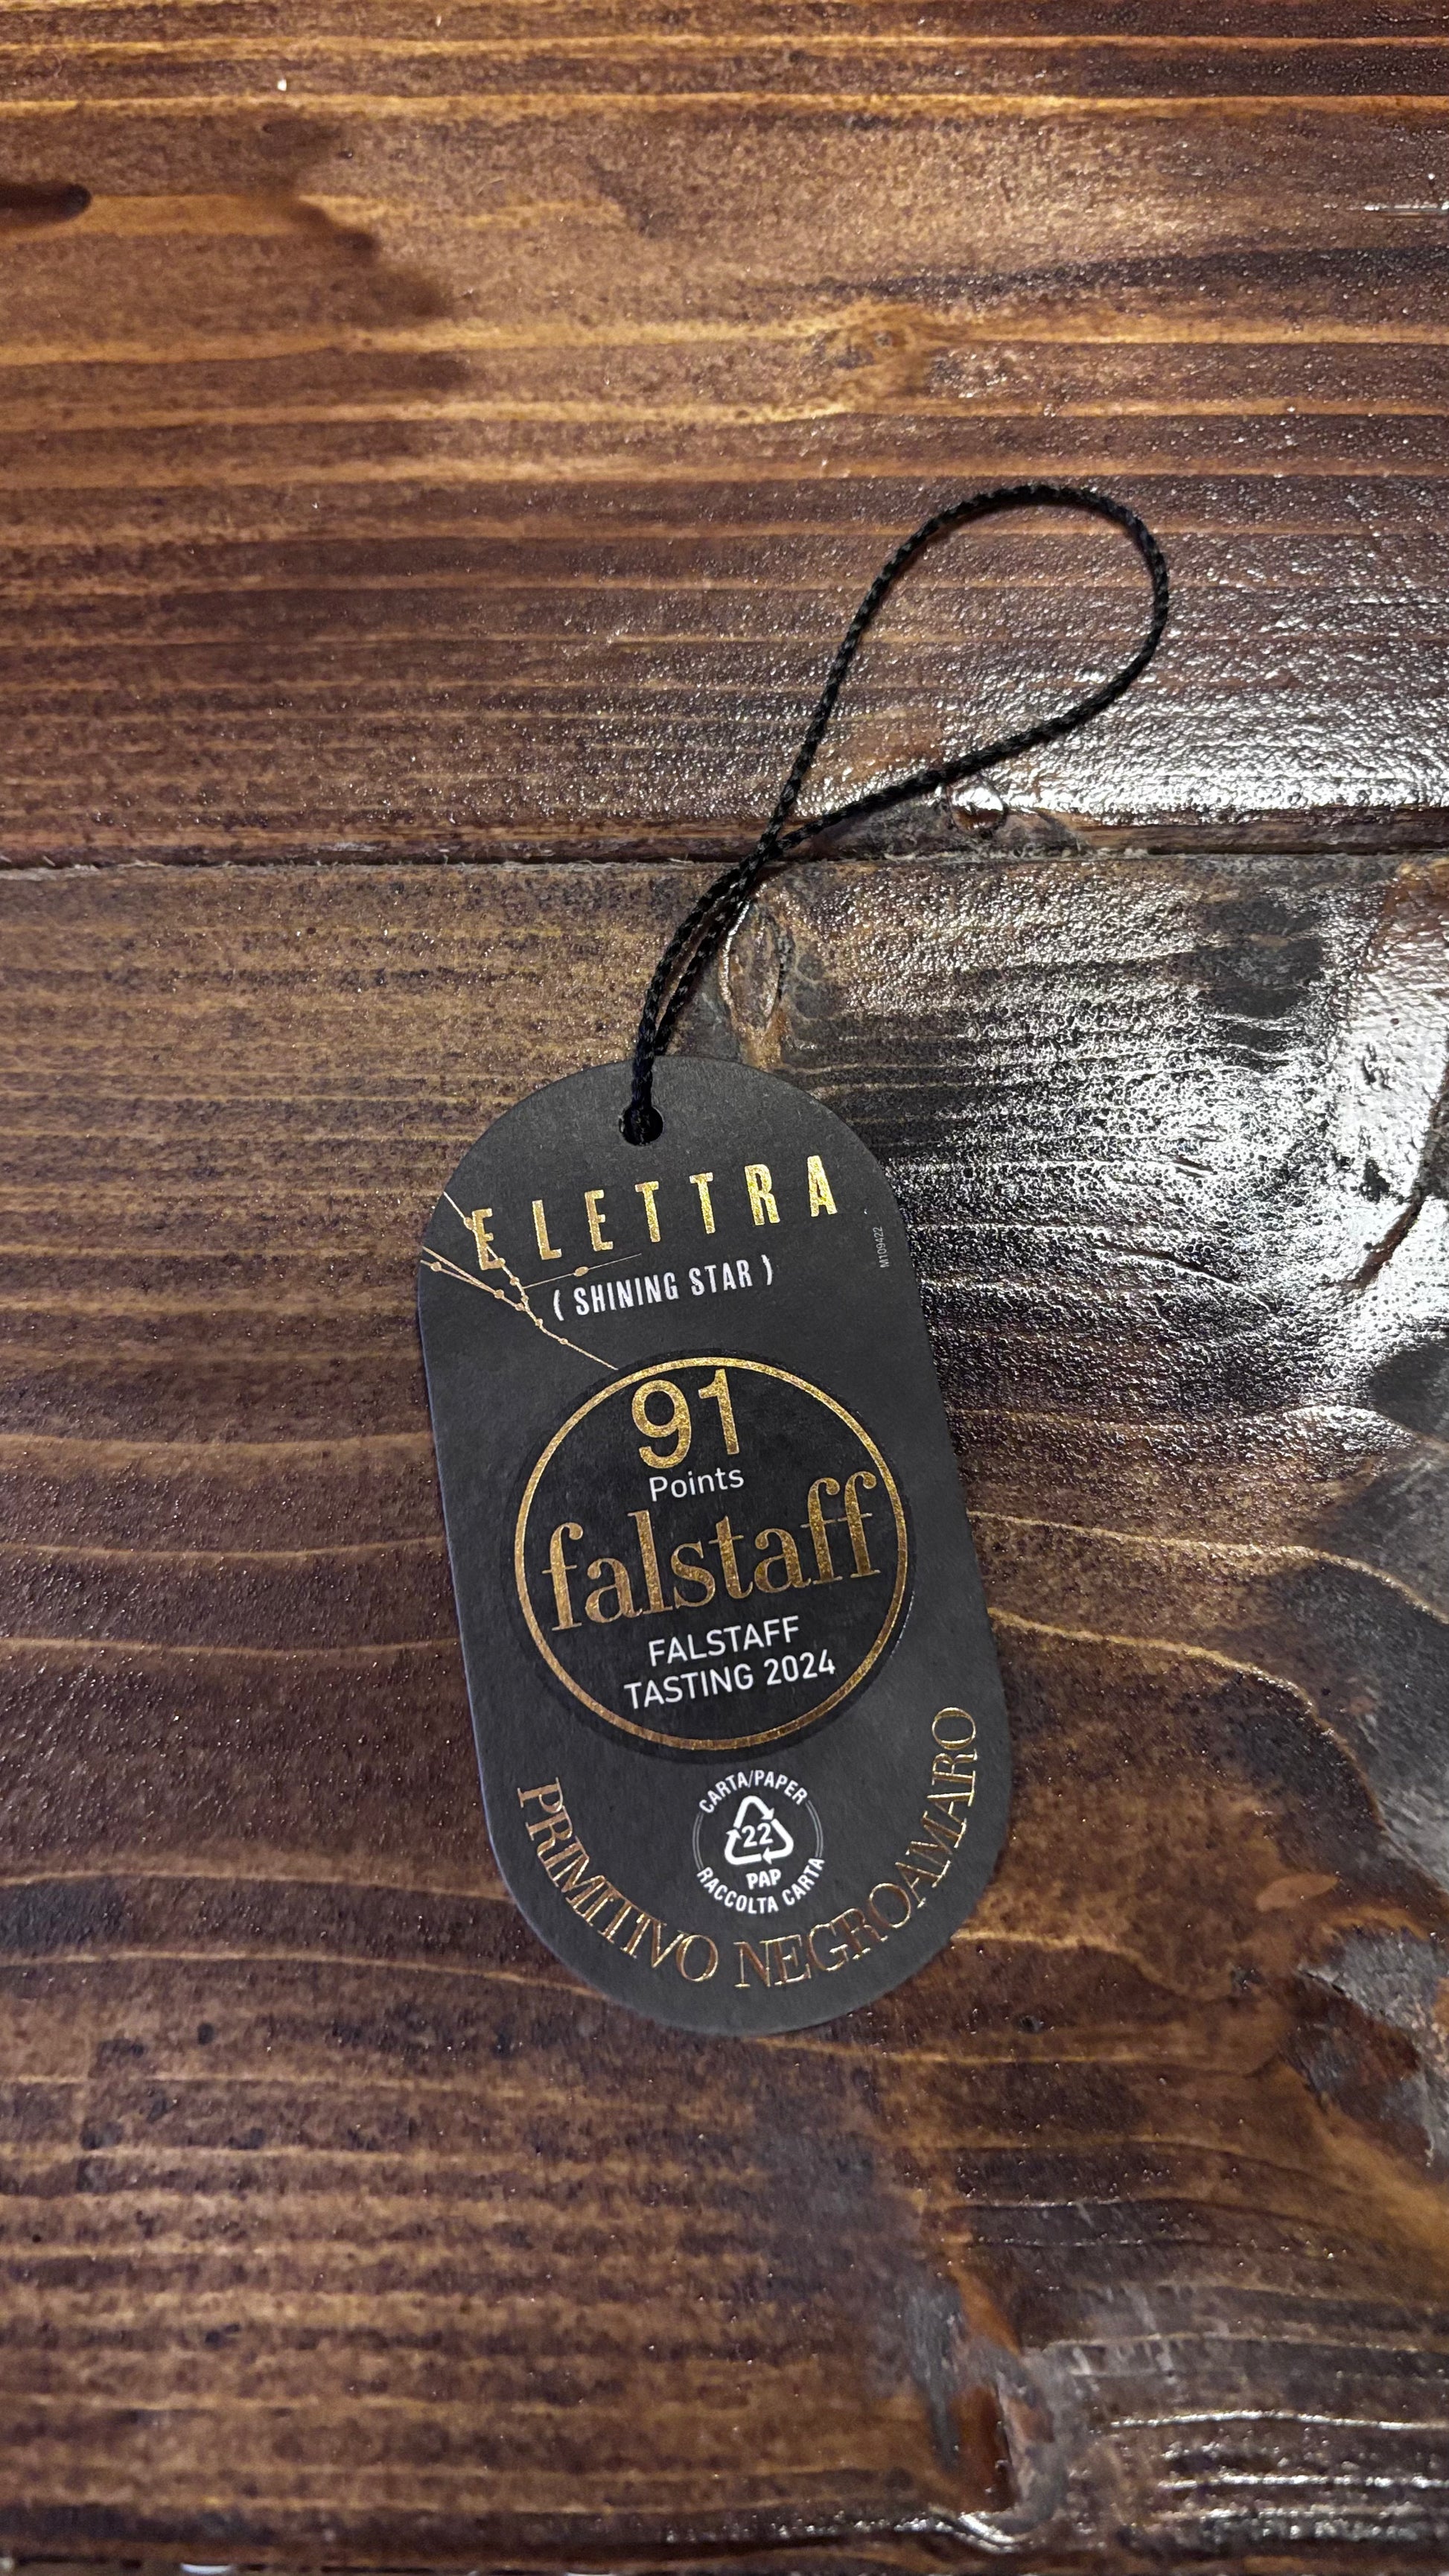 ELETTRA
( SHINING STAR )
M109422
91
Points
falstaff
FALSTAFF
TASTING 2024
CARTA/PAPER
22
PAP
RACCOLTA CARTA
PRIMITIVO NEGROAMARO